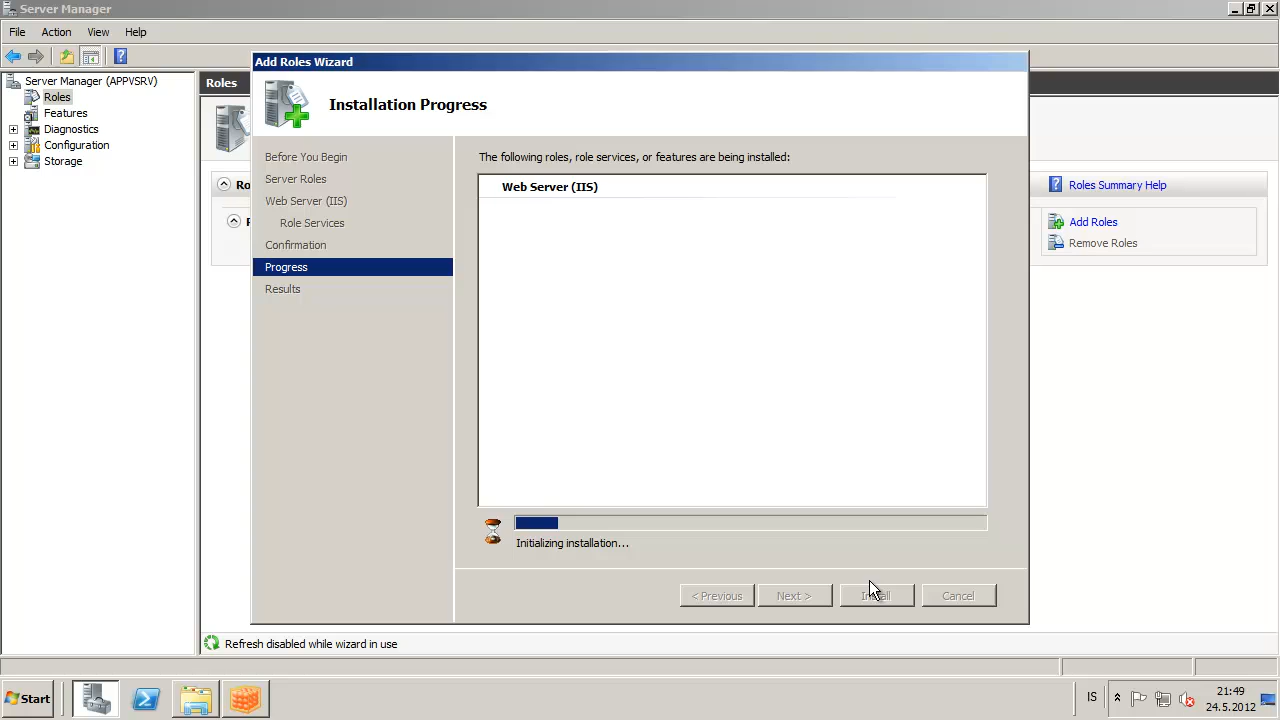 Server Manager
File Action View Help
Server Manager (APPVSRV)
Roles
Features
Diagnostics
Configuration
Storage
Roles
Ro
Roles Summary Help
Add Roles
Remove Roles
Add Roles Wizard
Installation Progress
Before You Begin
Server Roles
Web Server (IIS)
Role Services
Confirmation
Progress
Results
The following roles, role services, or features are being installed:
Web Server (IIS)
Initializing installation...
< Previous Next > Install Cancel
Refresh disabled while wizard in use
Start
IS
21:49
24.5.2012